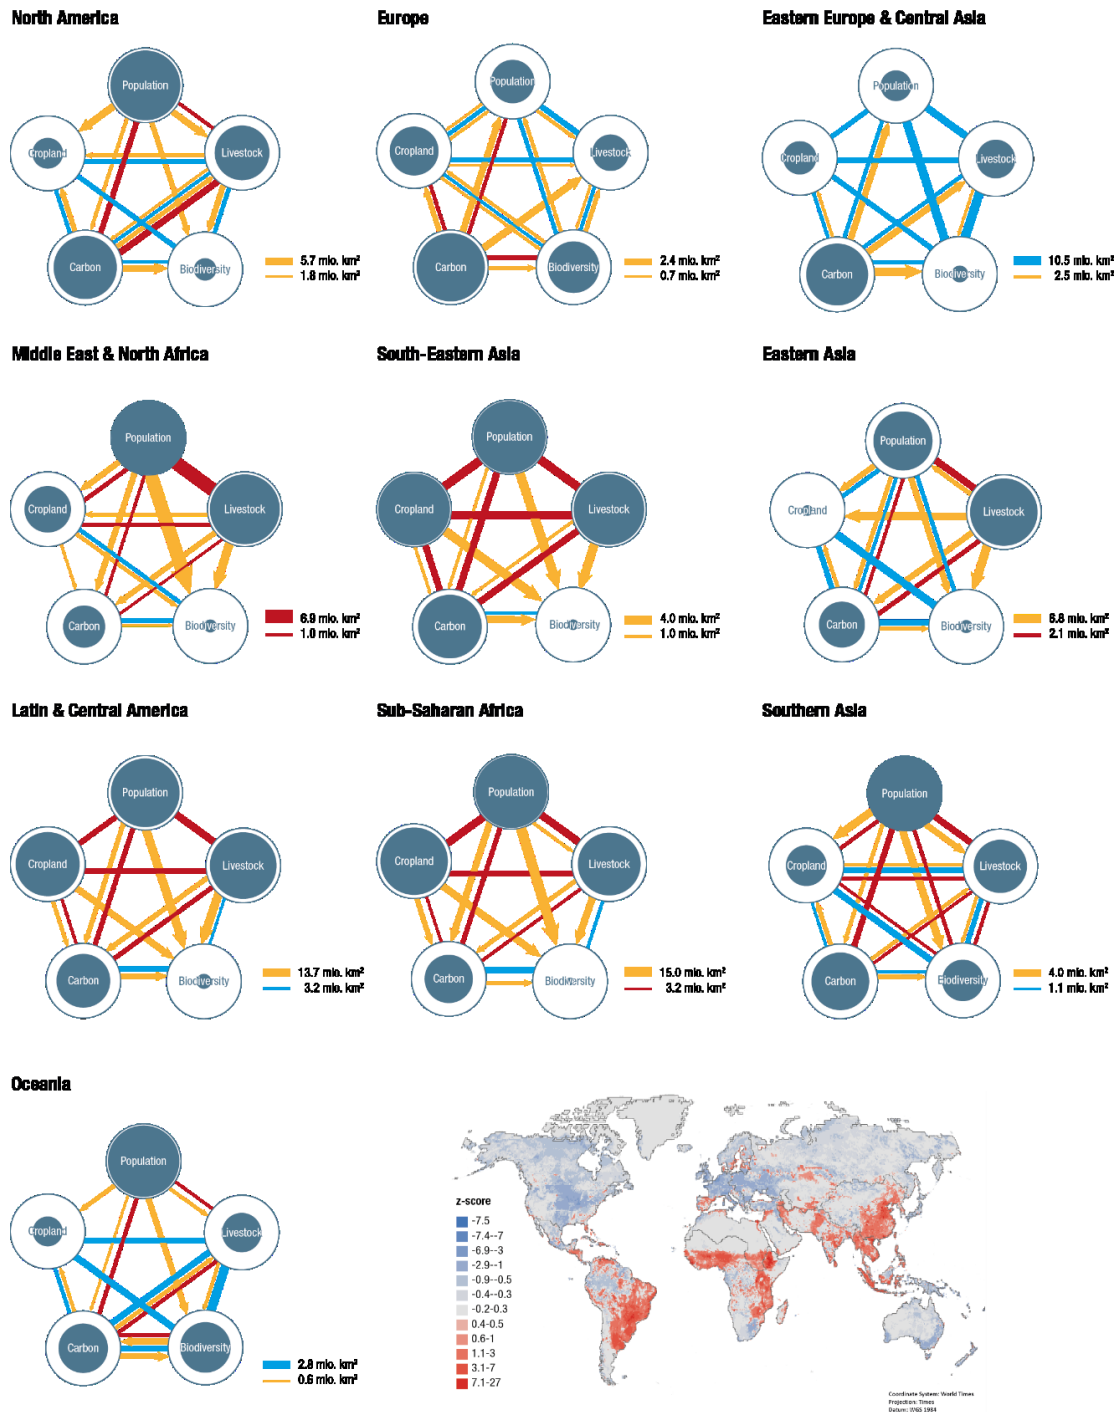 North America
Population
Cropland
Livestock
Carbon
Biodiversity
5.7 mio. km²
1.8 mio. km²
Europe
Population
Cropland
Livestock
Carbon
Biodiversity
2.4 mio. km²
0.7 mio. km²
Eastern Europe & Central Asia
Population
Cropland
Livestock
Carbon
Biodiversity
10.5 mio. km²
2.5 mio. km²
Middle East & North Africa
Population
Cropland
Livestock
Carbon
Biodiversity
6.9 mio. km²
1.0 mio. km²
South-Eastern Asia
Population
Cropland
Livestock
Carbon
Biodiversity
4.0 mio. km²
1.0 mio. km²
Eastern Asia
Population
Cropland
Livestock
Carbon
Biodiversity
6.8 mio. km²
2.1 mio. km²
Latin & Central America
Population
Cropland
Livestock
Carbon
Biodiversity
13.7 mio. km²
3.2 mio. km²
Sub-Saharan Africa
Population
Cropland
Livestock
Carbon
Biodiversity
15.0 mio. km²
3.2 mio. km²
Southern Asia
Population
Cropland
Livestock
Carbon
Biodiversity
4.0 mio. km²
1.1 mio. km²
Oceania
Population
Cropland
Livestock
Carbon
Biodiversity
2.8 mio. km²
0.6 mio. km²
z-score
-7.5
-7.4--7
-6.9--3
-2.9--1
-0.9--0.5
-0.4--0.3
-0.2-0.3
0.4-0.5
0.6-1
1.1-3
3.1-7
7.1-27
Coordinate System: World Times
Projection: Times
Datum: WGS 1984